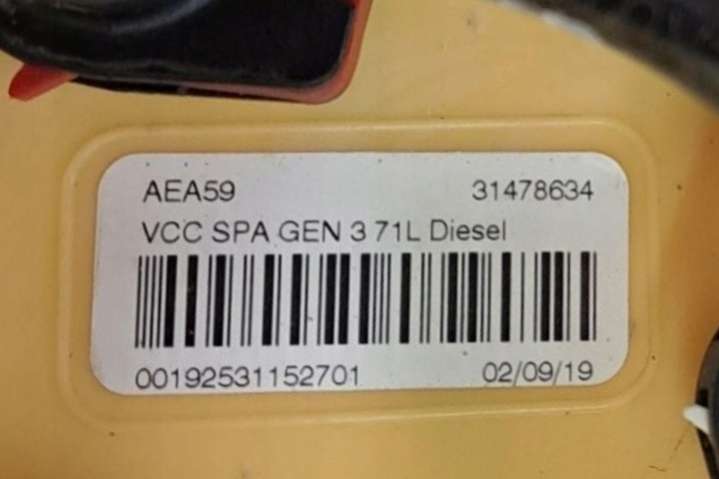 AEA59 31478634
VCC SPA GEN 3 71L Diesel
00192531152701 02/09/19